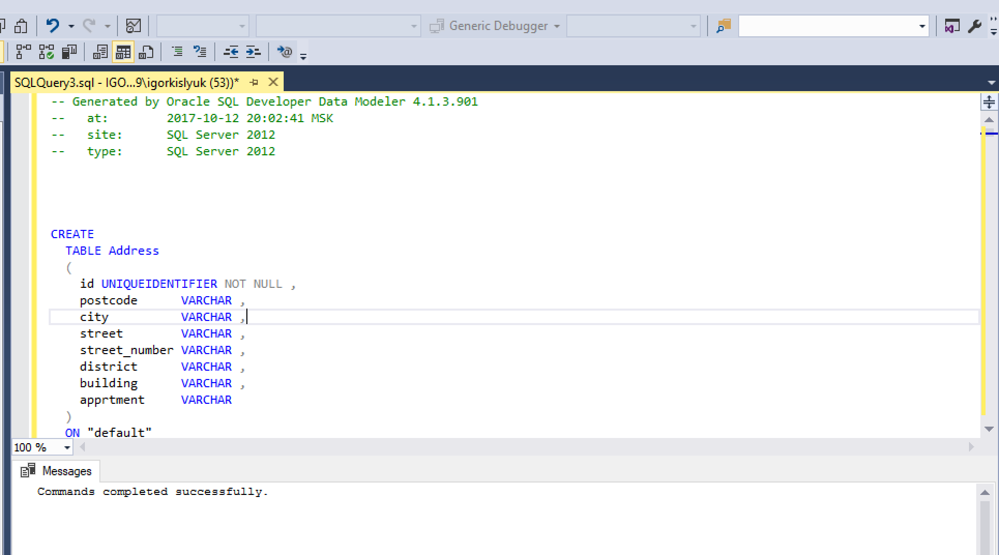 Generic Debugger
SQLQuery3.sql - IGO...9\igorkislyuk (53))*
-- Generated by Oracle SQL Developer Data Modeler 4.1.3.901
--   at:        2017-10-12 20:02:41 MSK
--   site:      SQL Server 2012
--   type:      SQL Server 2012
CREATE
  TABLE Address
  (
    id UNIQUEIDENTIFIER NOT NULL ,
    postcode      VARCHAR ,
    city          VARCHAR ,
    street        VARCHAR ,
    street_number VARCHAR ,
    district      VARCHAR ,
    building      VARCHAR ,
    apprtment     VARCHAR
  )
  ON "default"
100 %
Messages
Commands completed successfully.